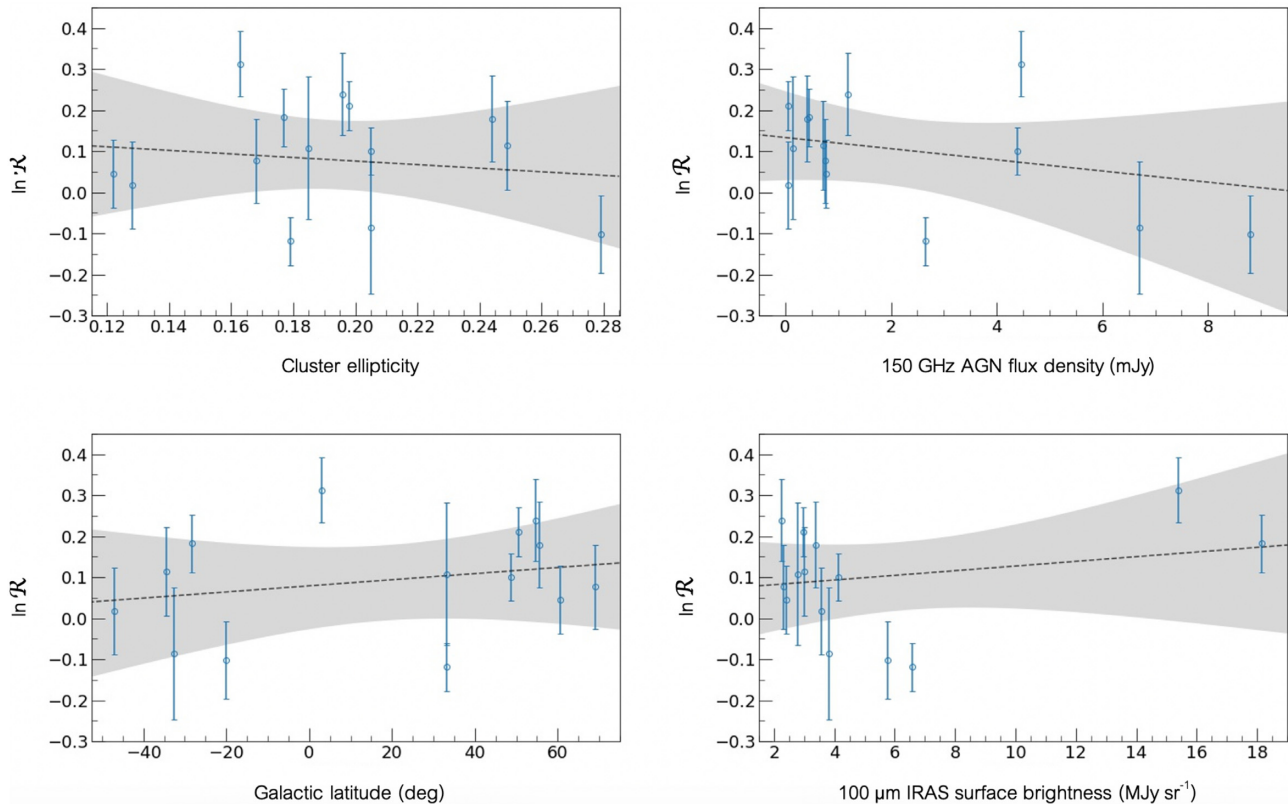 0.4
0.3
0.2
0.1
0.0
−0.1
−0.2
−0.3
ln ℛ
0.12 0.14 0.16 0.18 0.20 0.22 0.24 0.26 0.28
Cluster ellipticity
0.4
0.3
0.2
0.1
0.0
−0.1
−0.2
−0.3
ln ℛ
0 2 4 6 8
150 GHz AGN flux density (mJy)
0.4
0.3
0.2
0.1
0.0
−0.1
−0.2
−0.3
ln ℛ
−40 −20 0 20 40 60
Galactic latitude (deg)
0.4
0.3
0.2
0.1
0.0
−0.1
−0.2
−0.3
ln ℛ
2 4 6 8 10 12 14 16 18
100 μm IRAS surface brightness (MJy sr⁻¹)